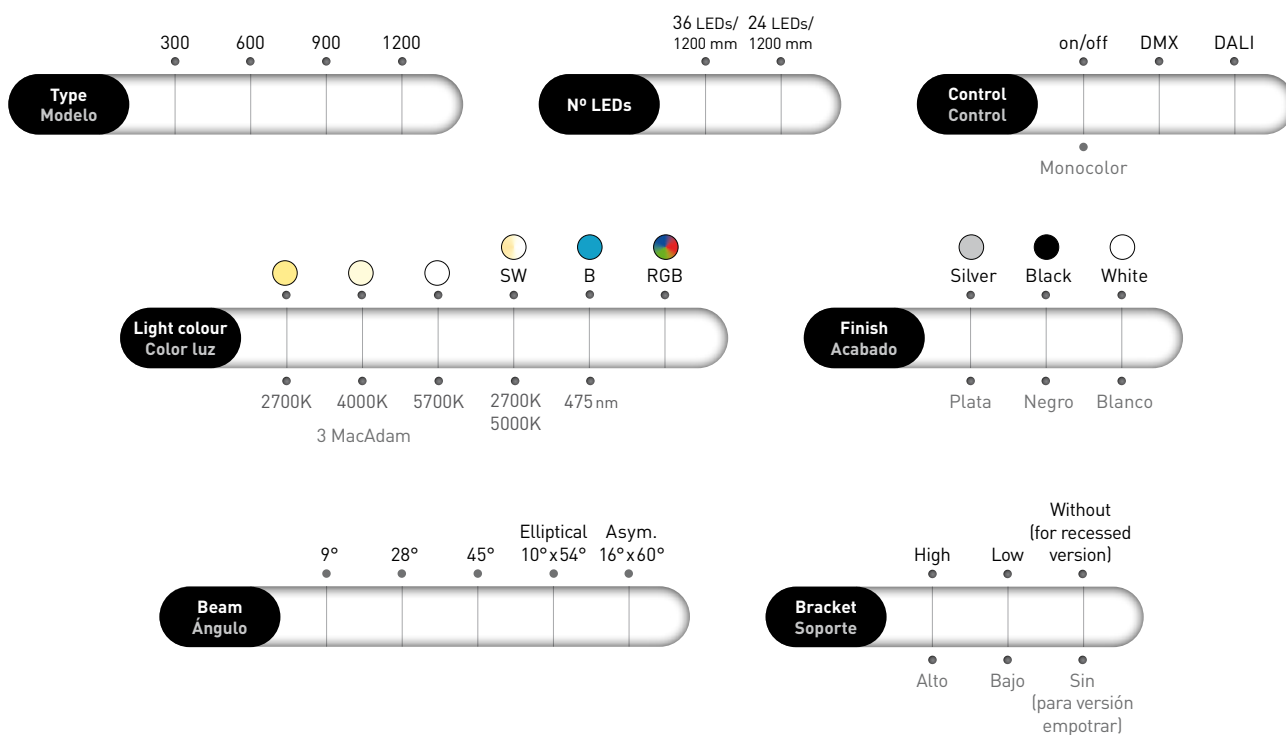 300 600 900 1200
Type
Modelo
36 LEDs/
1200 mm
24 LEDs/
1200 mm
Nº LEDs
on/off DMX DALI
Control
Control
Monocolor
SW B RGB
Light colour
Color luz
2700K 4000K 5700K 2700K
5000K
475 nm
3 MacAdam
Silver Black White
Finish
Acabado
Plata Negro Blanco
9° 28° 45° Elliptical
10°x54°
Asym.
16°x60°
Beam
Ángulo
High Low Without
(for recessed
version)
Bracket
Soporte
Alto Bajo Sin
(para versión
empotrar)